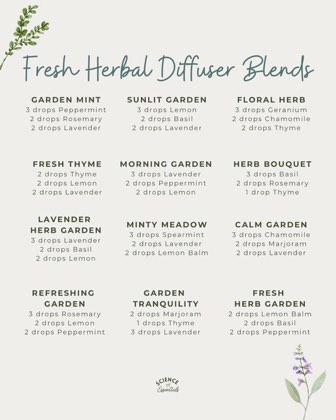 Fresh Herbal Diffuser Blends
GARDEN MINT
3 drops Peppermint
2 drops Rosemary
2 drops Lavender
SUNLIT GARDEN
3 drops Lemon
2 drops Basil
2 drops Lavender
FLORAL HERB
3 drops Geranium
2 drops Chamomile
2 drops Thyme
FRESH THYME
2 drops Thyme
2 drops Lemon
2 drops Lavender
MORNING GARDEN
3 drops Lavender
2 drops Peppermint
2 drops Lemon
HERB BOUQUET
3 drops Basil
2 drops Rosemary
1 drop Thyme
LAVENDER
HERB GARDEN
3 drops Lavender
2 drops Basil
2 drops Lemon
MINTY MEADOW
3 drops Spearmint
2 drops Lavender
2 drops Lemon Balm
CALM GARDEN
3 drops Chamomile
2 drops Marjoram
2 drops Lavender
REFRESHING
GARDEN
3 drops Rosemary
2 drops Lemon
2 drops Peppermint
GARDEN
TRANQUILITY
2 drops Marjoram
1 drops Thyme
3 drops Lavender
FRESH
HERB GARDEN
2 drops Lemon Balm
2 drops Basil
2 drops Peppermint
SCIENCE
of
Essentials